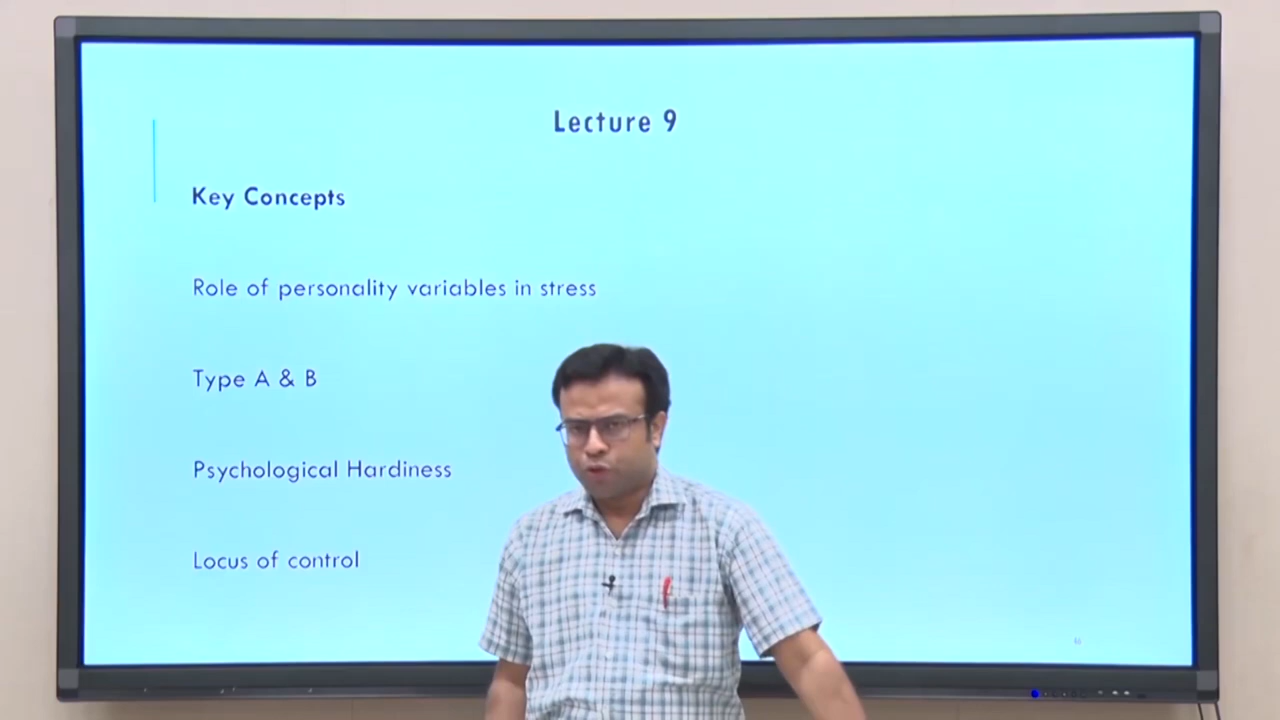 Lecture 9
Key Concepts
Role of personality variables in stress
Type A & B
Psychological Hardiness
Locus of control